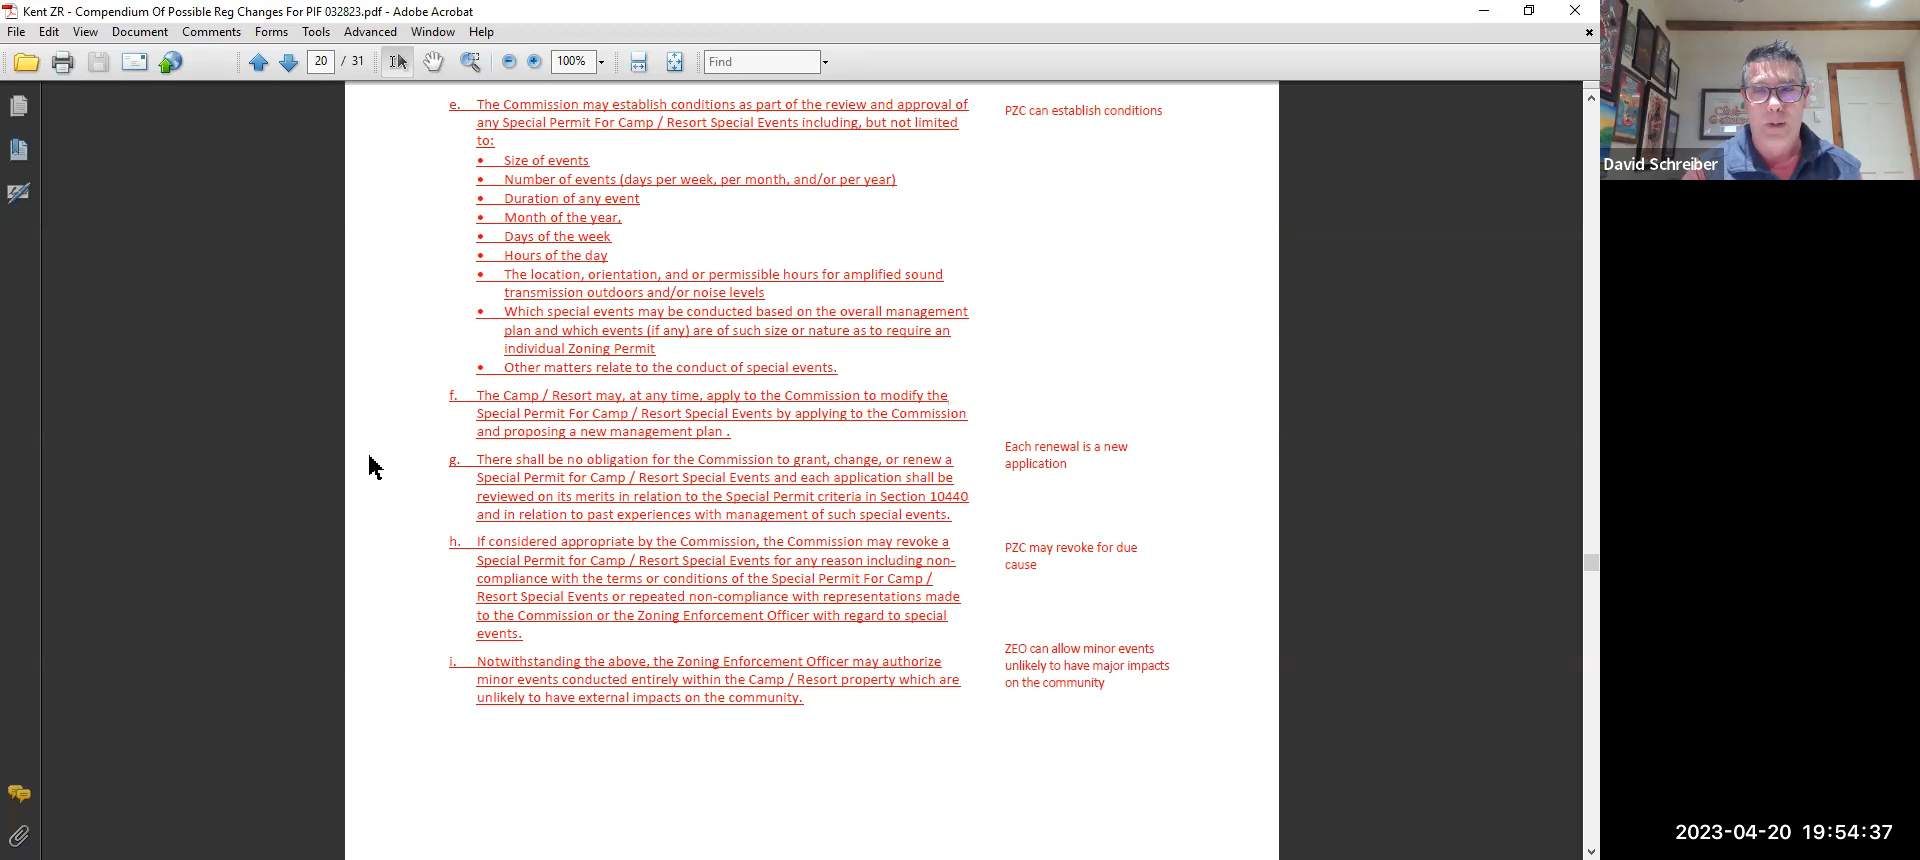 Kent ZR - Compendium Of Possible Reg Changes For PIF 032823.pdf - Adobe Acrobat
File Edit View Document Comments Forms Tools Advanced Window Help
20 / 31 100% Find
e. The Commission may establish conditions as part of the review and approval of
any Special Permit For Camp / Resort Special Events including, but not limited
to:
• Size of events
• Number of events (days per week, per month, and/or per year)
• Duration of any event
• Month of the year,
• Days of the week
• Hours of the day
• The location, orientation, and or permissible hours for amplified sound
transmission outdoors and/or noise levels
• Which special events may be conducted based on the overall management
plan and which events (if any) are of such size or nature as to require an
individual Zoning Permit
• Other matters relate to the conduct of special events.
PZC can establish conditions
f. The Camp / Resort may, at any time, apply to the Commission to modify the
Special Permit For Camp / Resort Special Events by applying to the Commission
and proposing a new management plan .
g. There shall be no obligation for the Commission to grant, change, or renew a
Special Permit for Camp / Resort Special Events and each application shall be
reviewed on its merits in relation to the Special Permit criteria in Section 10440
and in relation to past experiences with management of such special events.
Each renewal is a new
application
h. If considered appropriate by the Commission, the Commission may revoke a
Special Permit for Camp / Resort Special Events for any reason including non-
compliance with the terms or conditions of the Special Permit For Camp /
Resort Special Events or repeated non-compliance with representations made
to the Commission or the Zoning Enforcement Officer with regard to special
events.
PZC may revoke for due
cause
i. Notwithstanding the above, the Zoning Enforcement Officer may authorize
minor events conducted entirely within the Camp / Resort property which are
unlikely to have external impacts on the community.
ZEO can allow minor events
unlikely to have major impacts
on the community
David Schreiber
2023-04-20 19:54:37